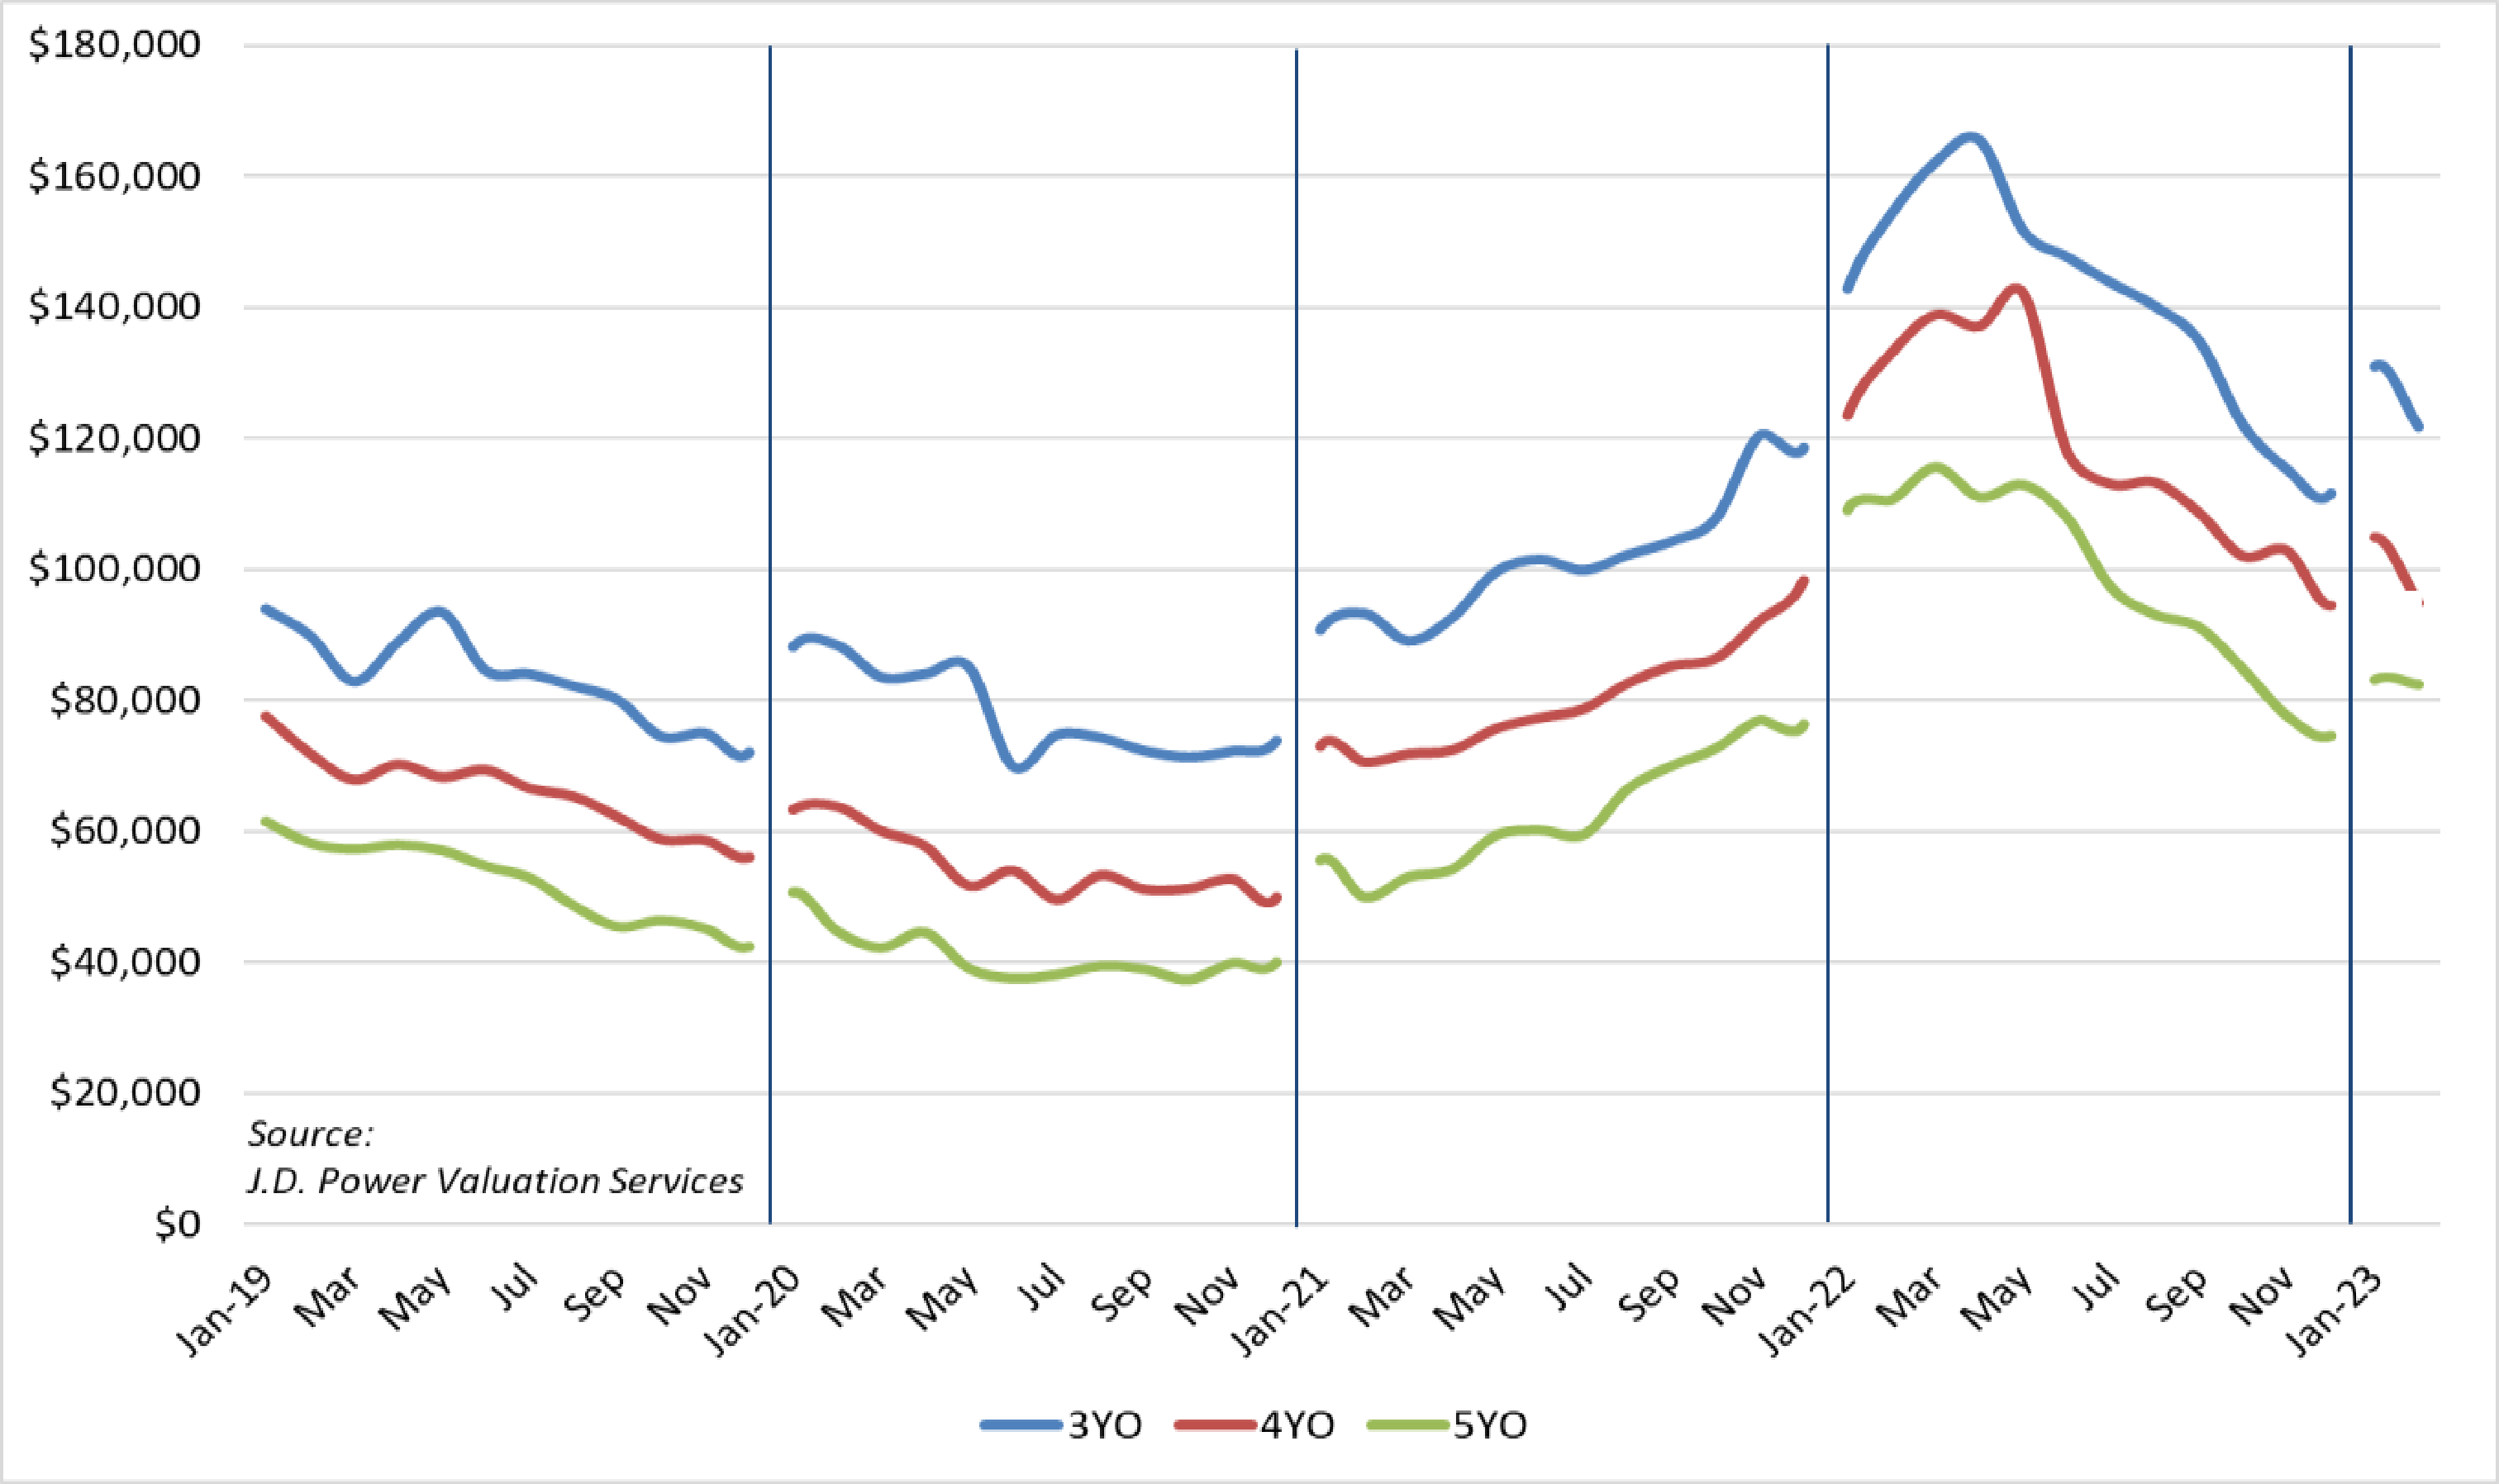 $180,000
$160,000
$140,000
$120,000
$100,000
$80,000
$60,000
$40,000
$20,000
Source:
J.D. Power Valuation Services
$0
Jan-19 Mar May Jul Sep Nov Jan-20 Mar May Jul Sep Nov Jan-21 Mar May Jul Sep Nov Jan-22 Mar May Jul Sep Nov Jan-23
3YO 4YO 5YO